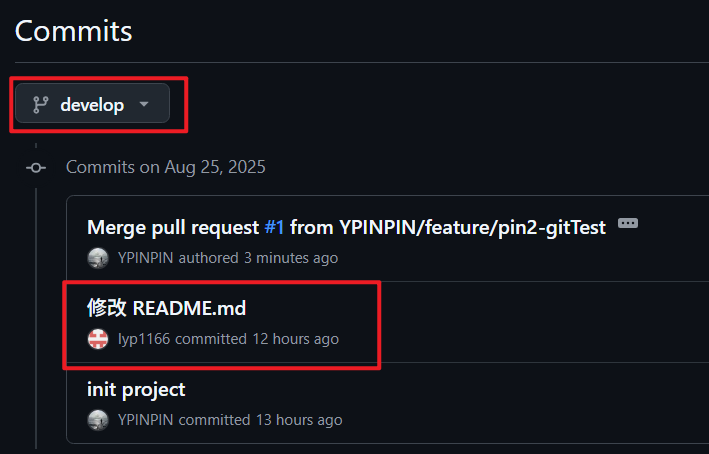 Commits
develop
Commits on Aug 25, 2025
Merge pull request #1 from YPINPIN/feature/pin2-gitTest
YPINPIN authored 3 minutes ago
修改 README.md
lyp1166 committed 12 hours ago
init project
YPINPIN committed 13 hours ago